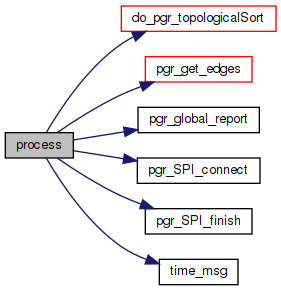 do_pgr_topologicalSort
pgr_get_edges
pgr_global_report
process
pgr_SPI_connect
pgr_SPI_finish
time_msg